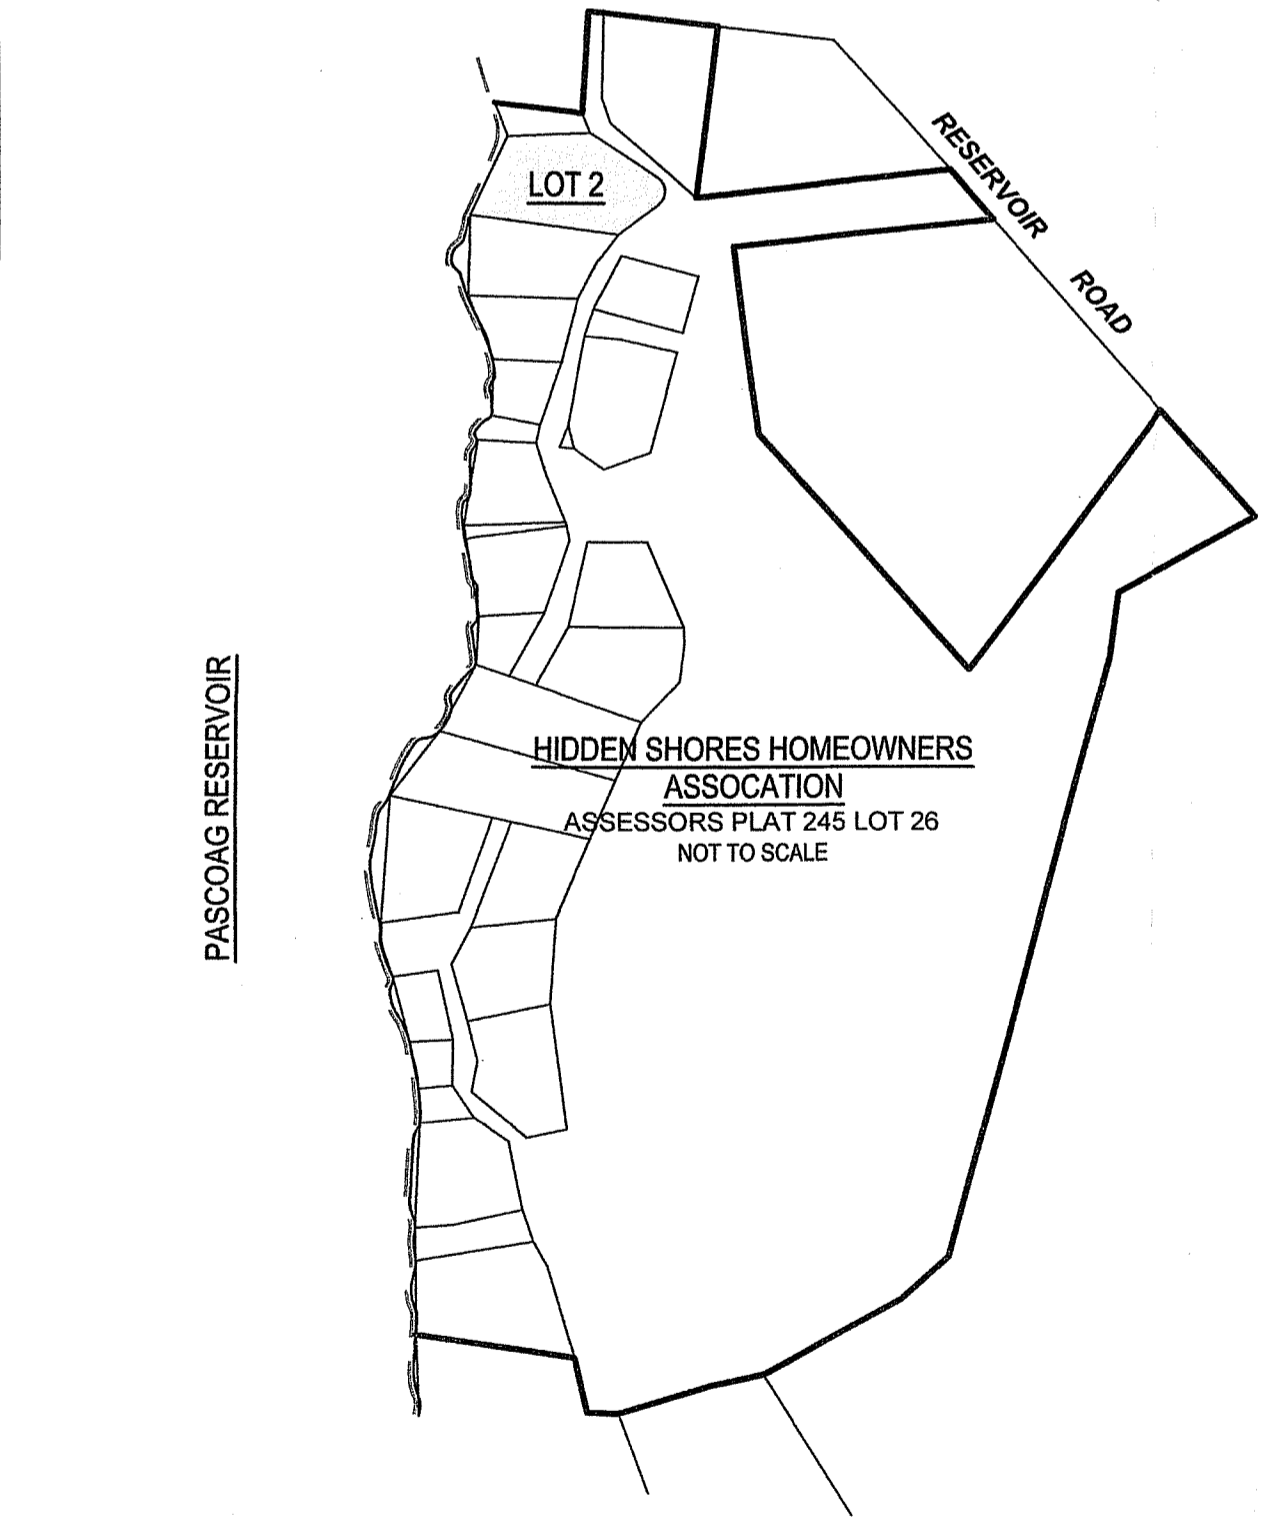 LOT 2
RESERVOIR ROAD
PASCOAG RESERVOIR
HIDDEN SHORES HOMEOWNERS
ASSOCATION
ASSESSORS PLAT 245 LOT 26
NOT TO SCALE